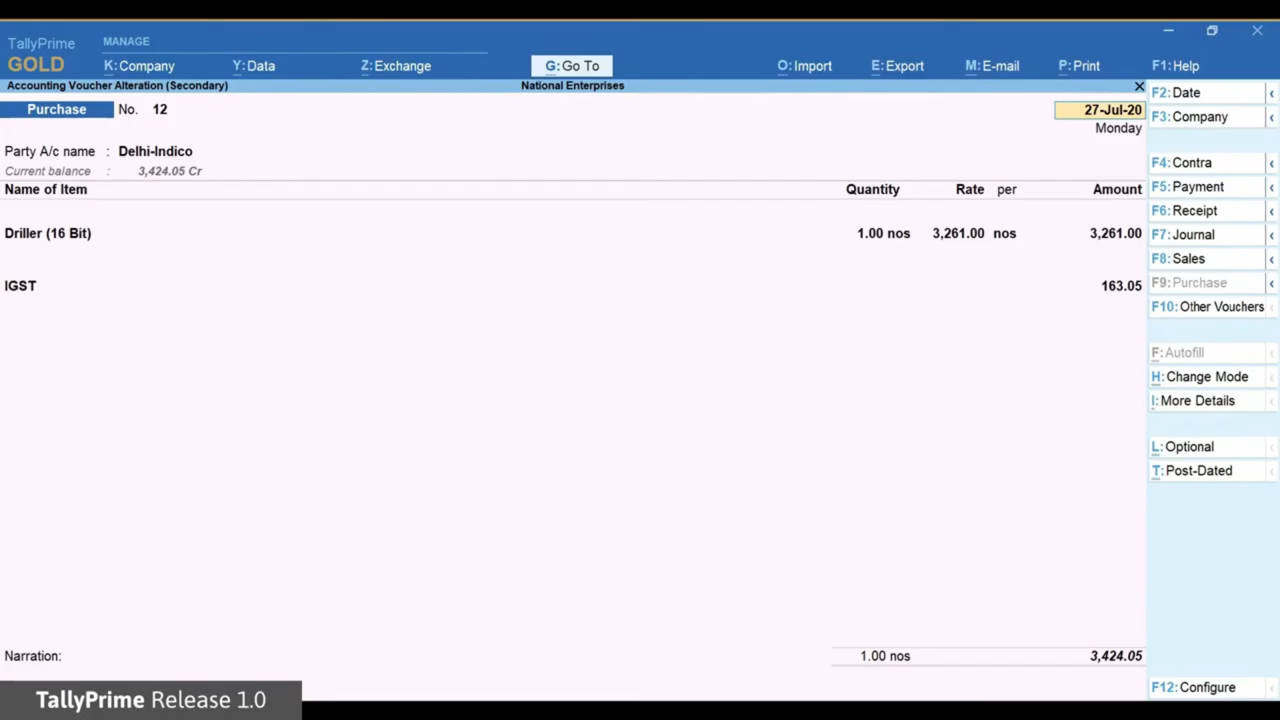 TallyPrime
GOLD
MANAGE
K:Company Y:Data Z:Exchange G:Go To O:Import E:Export M:E-mail P:Print F1:Help
Accounting Voucher Alteration (Secondary) National Enterprises
Purchase No. 12 27-Jul-20
Monday
Party A/c name : Delhi-Indico
Current balance : 3,424.05 Cr
Name of Item Quantity Rate per Amount
Driller (16 Bit) 1.00 nos 3,261.00 nos 3,261.00
IGST 163.05
Narration: 1.00 nos 3,424.05
F2:Date
F3:Company
F4:Contra
F5:Payment
F6:Receipt
F7:Journal
F8:Sales
F9:Purchase
F10:Other Vouchers
F:Autofill
H:Change Mode
I:More Details
L:Optional
T:Post-Dated
F12:Configure
TallyPrime Release 1.0